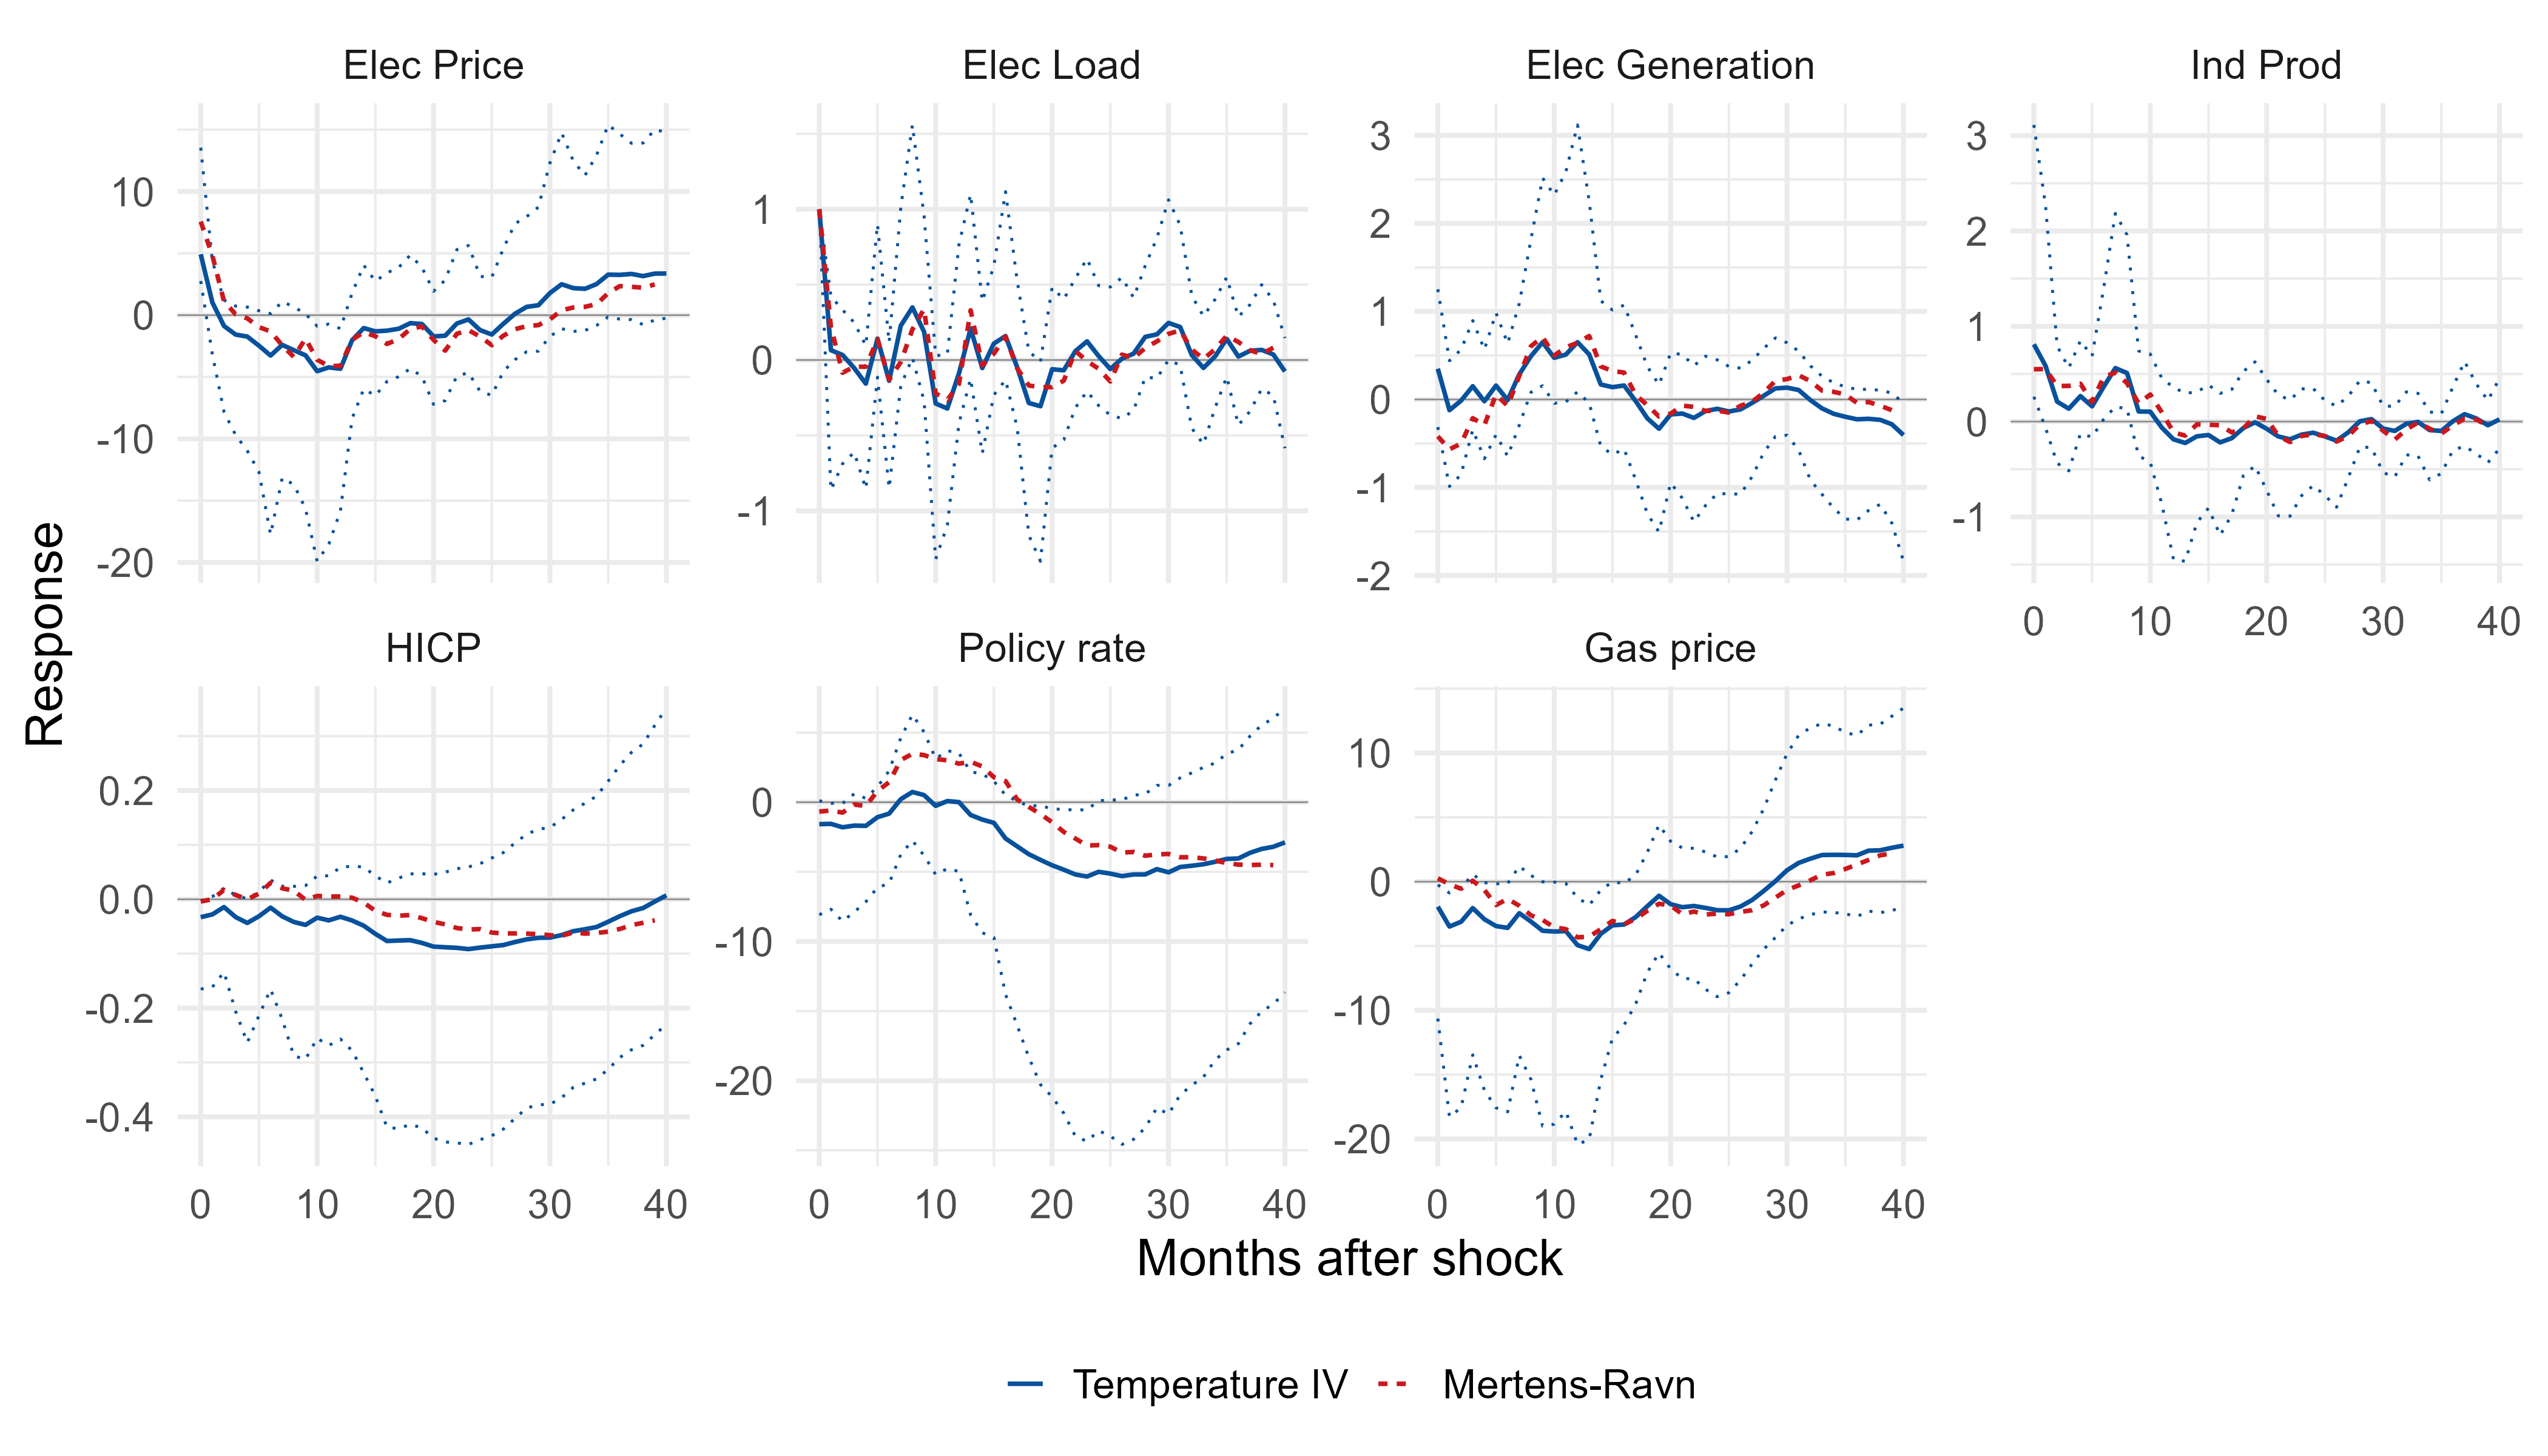 Elec Price
Elec Load
Elec Generation
Ind Prod
10
0
-10
-20
1
0
-1
3
2
1
0
-1
-2
3
2
1
0
-1
0 10 20 30 40
HICP
Policy rate
Gas price
0.2
0.0
-0.2
-0.4
0
-10
-20
10
0
-10
-20
0 10 20 30 40
0 10 20 30 40
0 10 20 30 40
Response
Months after shock
Temperature IV
Mertens-Ravn